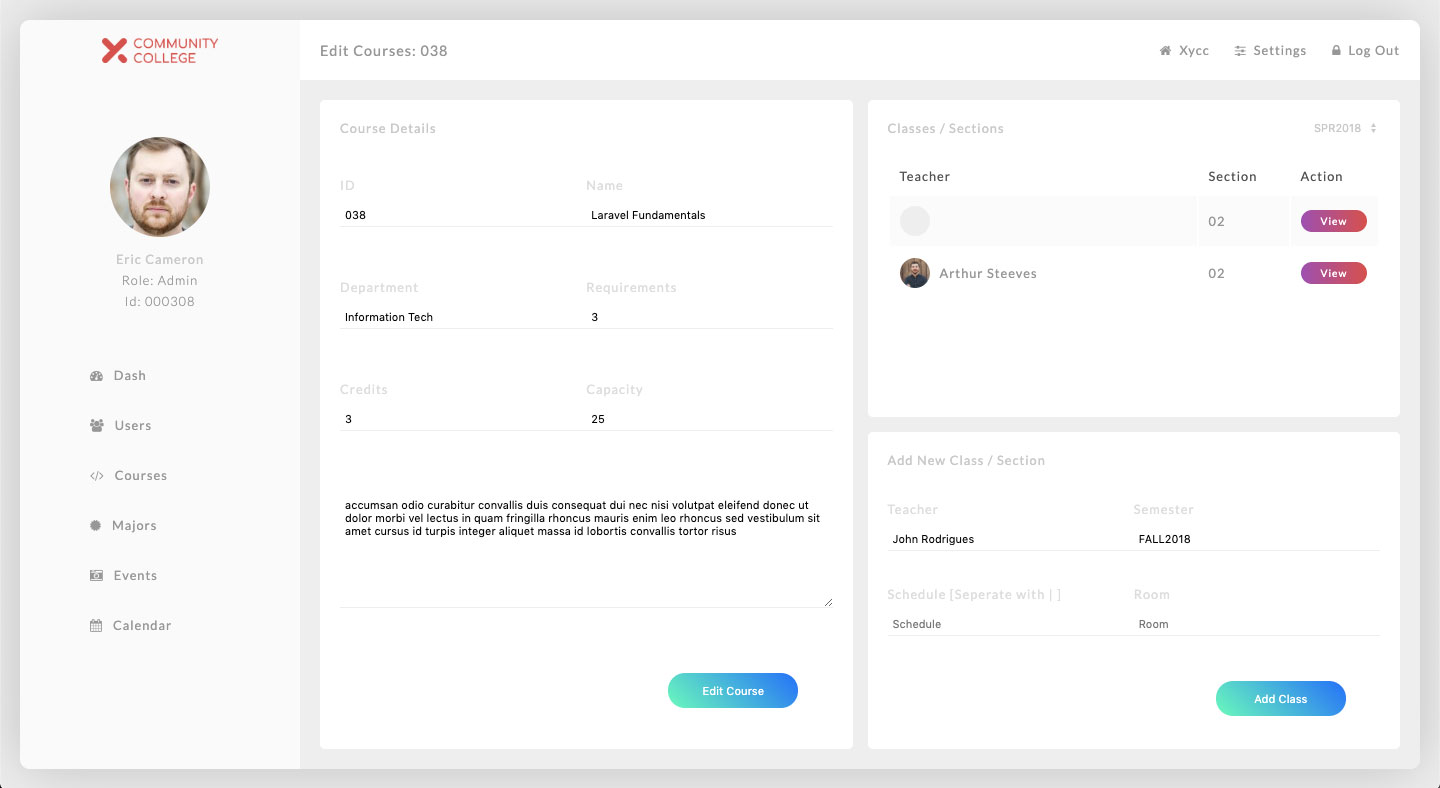 COMMUNITY
COLLEGE
Edit Courses: 038
Xycc
Settings
Log Out
Eric Cameron
Role: Admin
Id: 000308
Dash
Users
Courses
Majors
Events
Calendar
Course Details
ID
Name
038
Laravel Fundamentals
Department
Requirements
Information Tech
3
Credits
Capacity
3
25
accumsan odio curabitur convallis duis consequat dui nec nisi volutpat eleifend donec ut
dolor morbi vel lectus in quam fringilla rhoncus mauris enim leo rhoncus sed vestibulum sit
amet cursus id turpis integer aliquet massa id lobortis convallis tortor risus
Edit Course
Classes / Sections
SPR2018
Teacher
Section
Action
02
View
Arthur Steeves
02
View
Add New Class / Section
Teacher
Semester
John Rodrigues
FALL2018
Schedule [Seperate with | ]
Room
Schedule
Room
Add Class